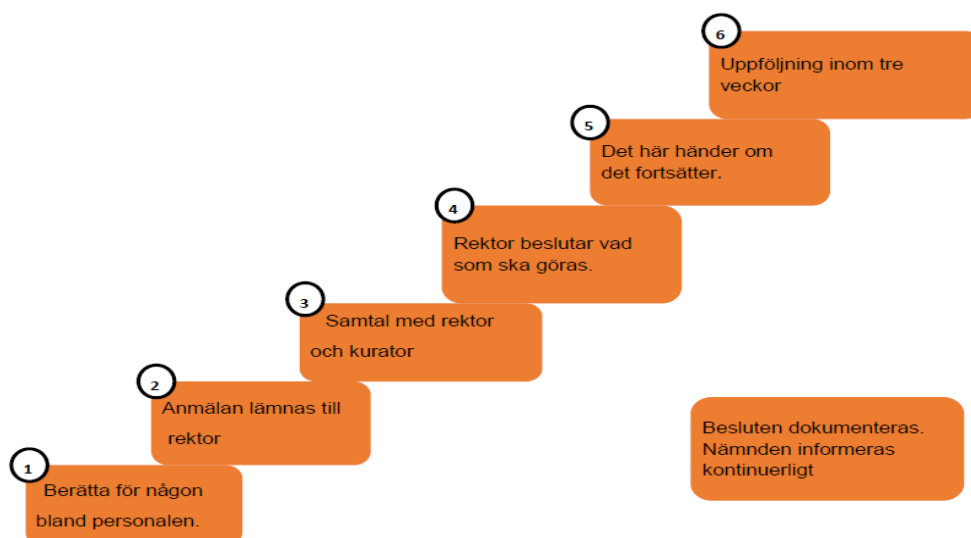 6
Uppföljning inom tre
veckor
5
Det här händer om
det fortsätter.
4
Rektor beslutar vad
som ska göras.
3
Samtal med rektor
och kurator
2
Anmälan lämnas till
rektor
1
Berätta för någon
bland personalen.
Besluten dokumenteras.
Nämnden informeras
kontinuerligt